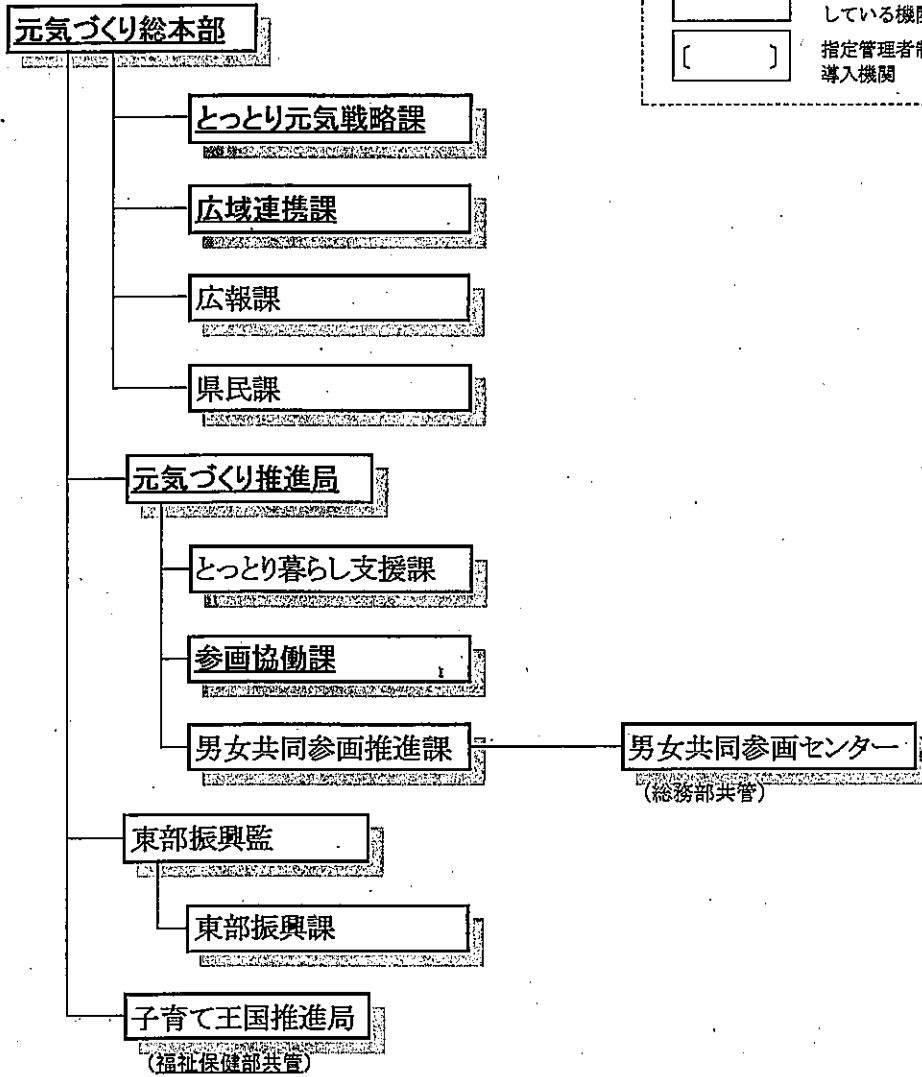 元気づくり総本部
している機関
〔　　　〕
指定管理者制
導入機関
とっとり元気戦略課
広域連携課
広報課
県民課
元気づくり推進局
とっとり暮らし支援課
参画協働課
男女共同参画推進課
男女共同参画センター
(総務部共管)
東部振興監
東部振興課
子育て王国推進局
(福祉保健部共管)